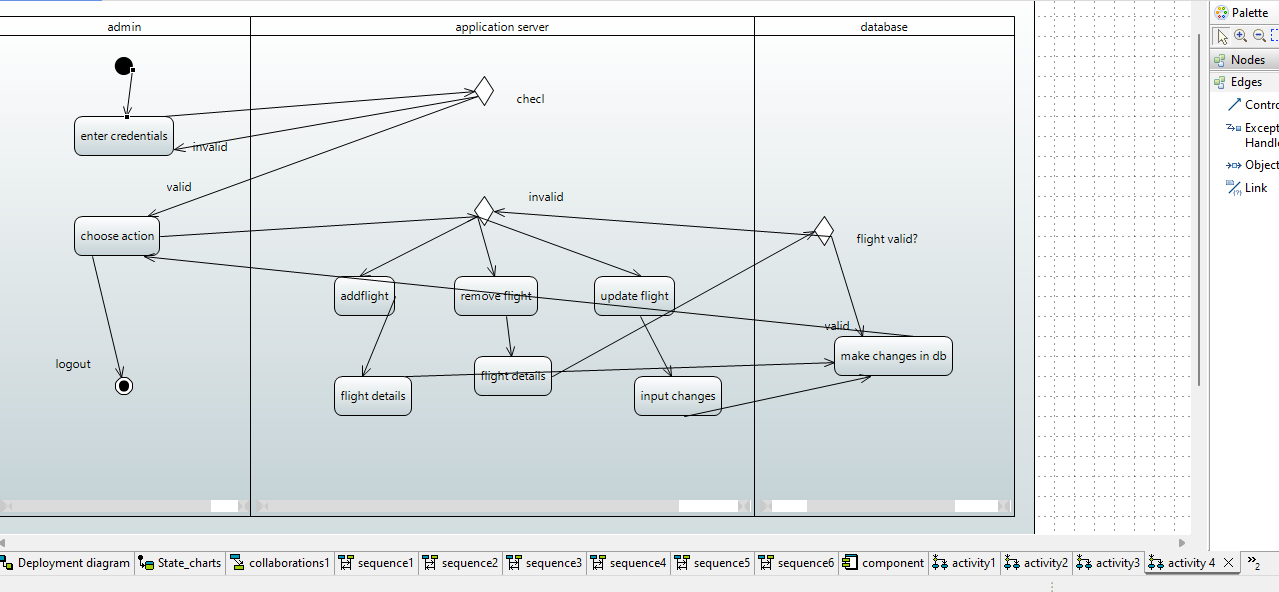 Palette
admin
application server
database
Nodes
Edges
checl
Contro
enter credentials
Except
Handle
invalid
Object
valid
Link
invalid
choose action
flight valid?
addflight
remove flight
update flight
valid
make changes in db
logout
flight details
flight details
input changes
Deployment diagram
State_charts
collaborations1
sequence1
sequence2
sequence3
sequence4
sequence5
sequence6
component
activity1
activity2
activity3
activity 4
2